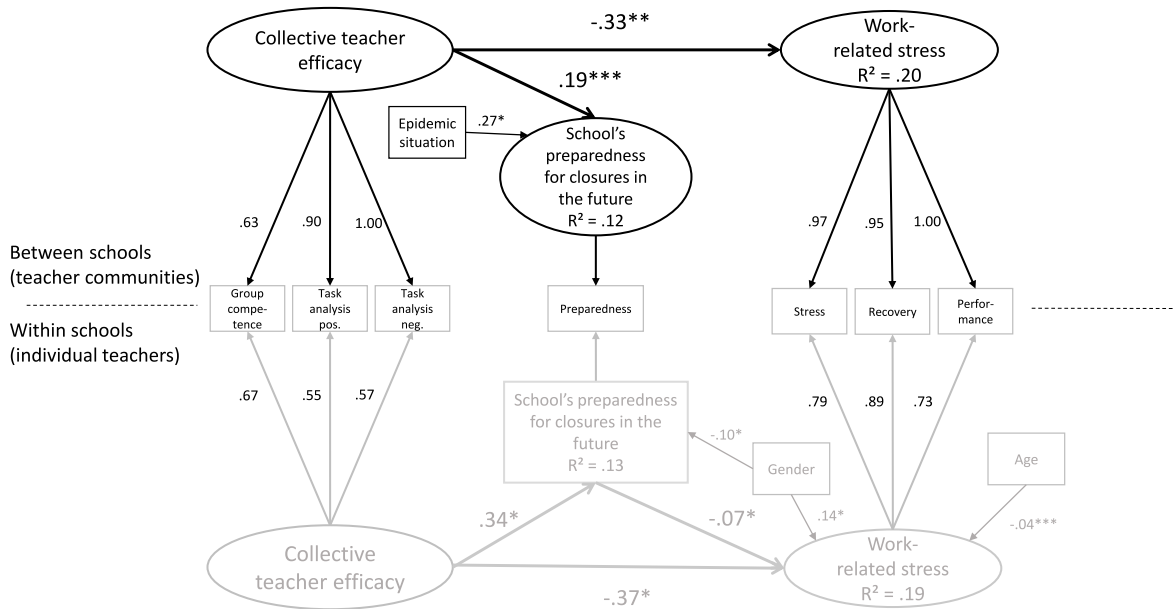 -.33**
Collective teacher
efficacy
Work-
related stress
R² = .20
.19***
Epidemic
situation
.27*
School's
preparedness
for closures in
the future
R² = .12
.63
.90
1.00
.97
.95
1.00
Between schools
(teacher communities)
Group
compe-
tence
Task
analysis
pos.
Task
analysis
neg.
Preparedness
Stress
Recovery
Perfor-
mance
Within schools
(individual teachers)
.67
.55
.57
.79
.89
.73
School's preparedness
for closures in the
future
R² = .13
-.10*
Gender
Age
.34*
-.07*
.14*
-.04***
Collective
teacher efficacy
Work-
related stress
R² = .19
-.37*